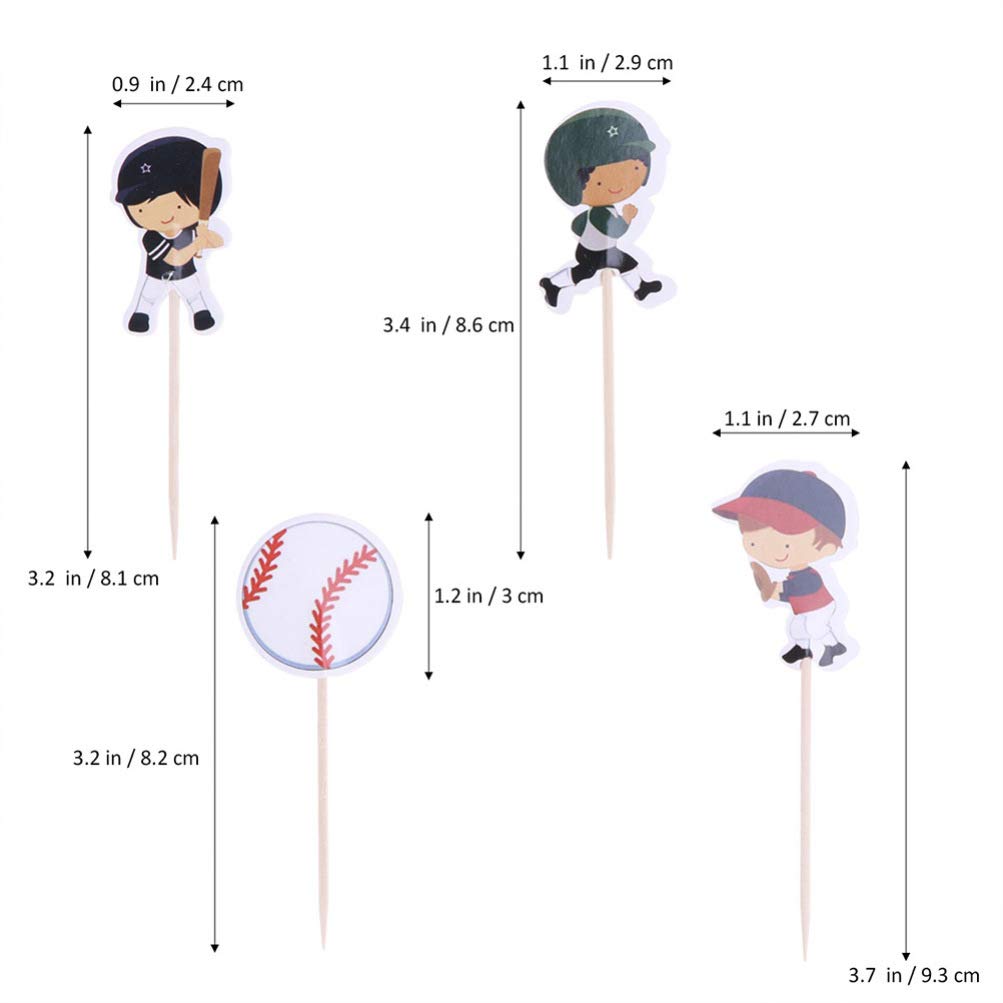 1.1  in / 2.9 cm
0.9  in / 2.4 cm
3.4  in / 8.6 cm
1.1 in / 2.7 cm
3.2  in / 8.1 cm
1.2 in / 3 cm
3.2 in / 8.2 cm
3.7  in / 9.3 cm